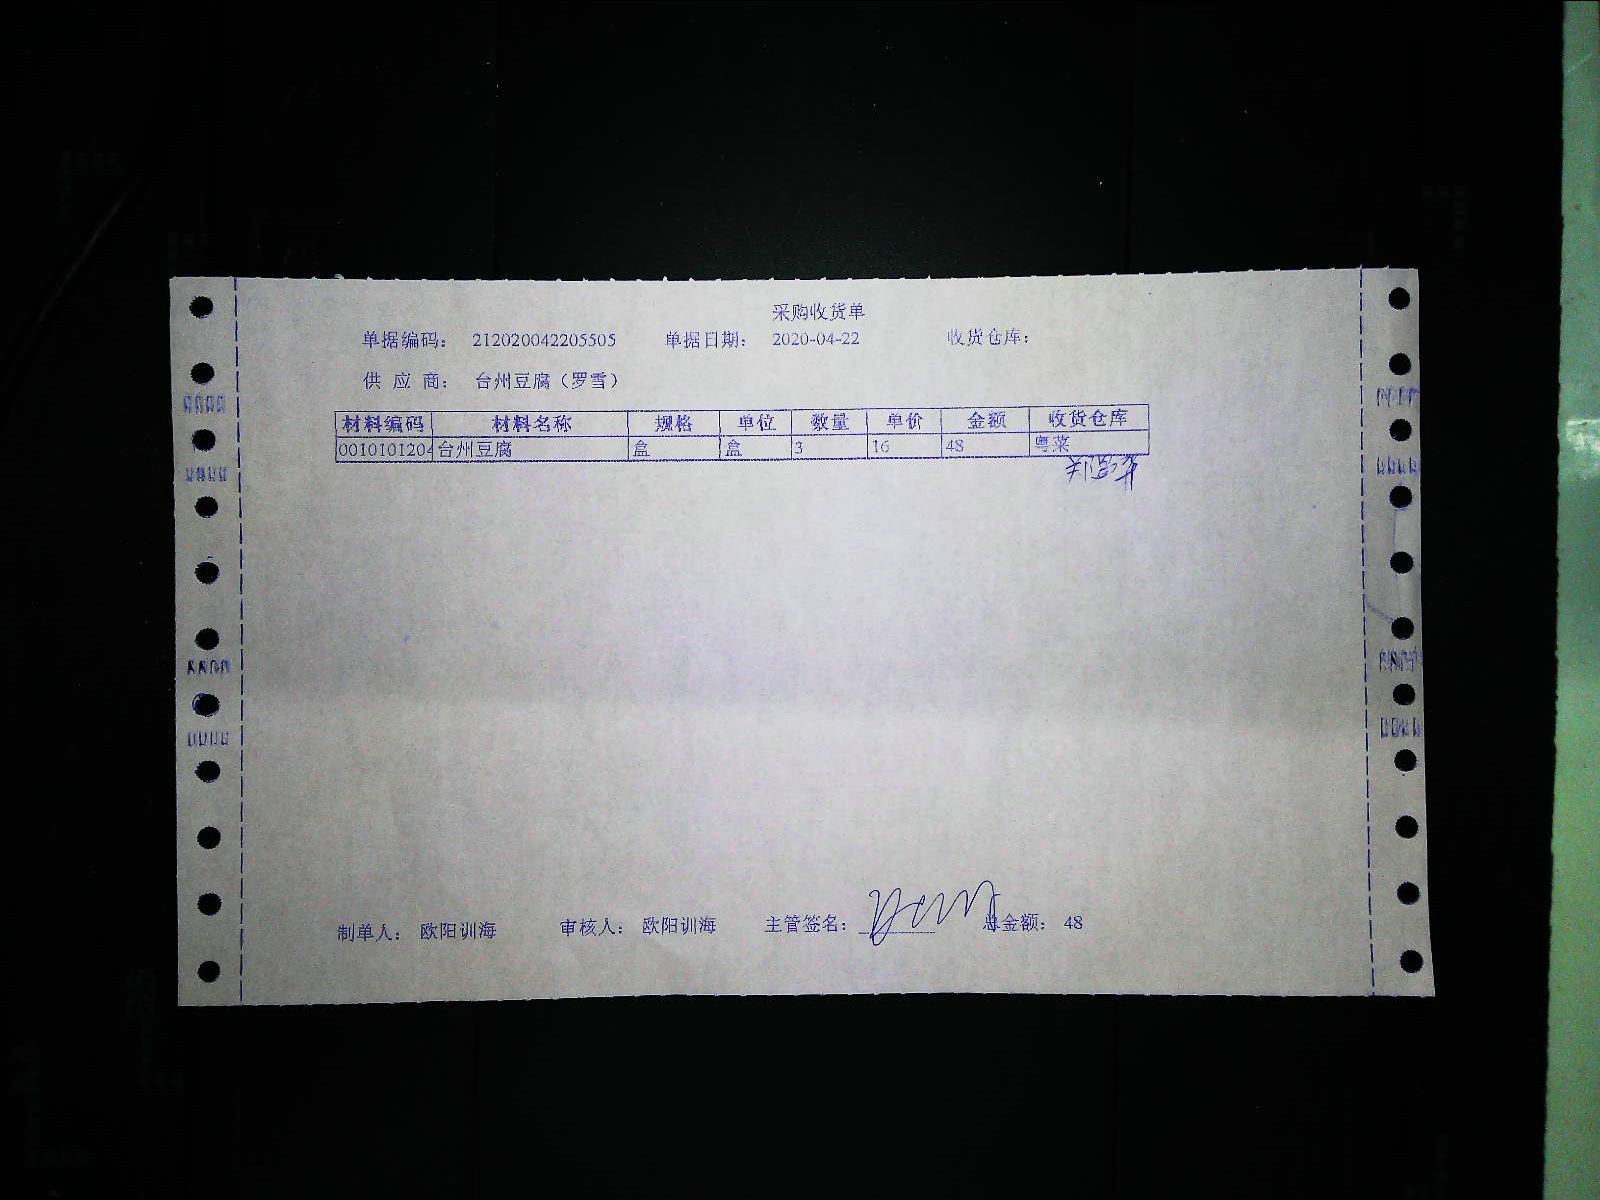 采购收货单
单据编码： 212020042205505 单据日期： 2020-04-22 收货仓库：
供 应 商： 台州豆腐（罗雪）
材料编码 材料名称 规格 单位 数量 单价 金额 收货仓库
0010101204 台州豆腐 盒 盒 3 16 48 粤菜
制单人： 欧阳训海 审核人： 欧阳训海 主管签名： 总金额： 48